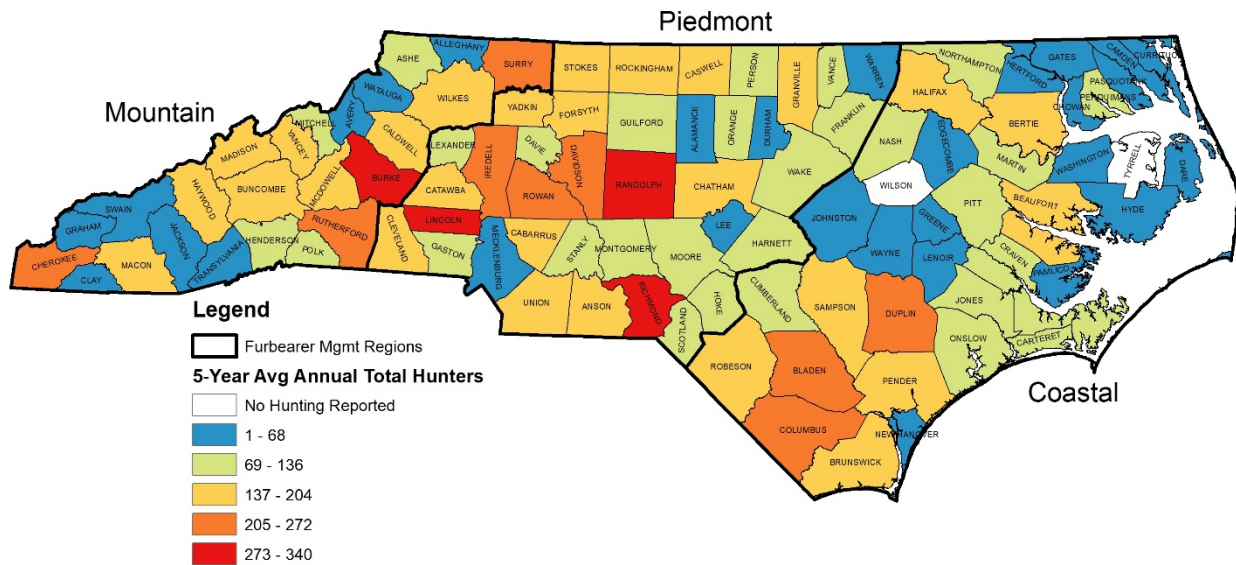 Piedmont
Mountain
Coastal
ALLEGHANY
ASHE
SURRY
STOKES
ROCKINGHAM
CASWELL
PERSON
GRANVILLE
VANCE
WARREN
NORTHAMPTON
HERTFORD
GATES
CAMDEN
CURRITUCK
PASQUOTANK
PERQUIMANS
CHOWAN
WATAUGA
WILKES
YADKIN
FORSYTH
GUILFORD
ALAMANCE
ORANGE
DURHAM
FRANKLIN
HALIFAX
BERTIE
MITCHELL
AVERY
CALDWELL
ALEXANDER
DAVIE
IREDELL
DAVIDSON
RANDOLPH
CHATHAM
WAKE
NASH
EDGECOMBE
MARTIN
WASHINGTON
TYRRELL
DARE
MADISON
YANCEY
BURKE
CATAWBA
ROWAN
WILSON
PITT
BEAUFORT
HYDE
HAYWOOD
BUNCOMBE
MCDOWELL
LINCOLN
LEE
JOHNSTON
GREENE
SWAIN
GRAHAM
JACKSON
RUTHERFORD
CLEVELAND
GASTON
MECKLENBURG
CABARRUS
STANLY
MONTGOMERY
MOORE
HARNETT
WAYNE
LENOIR
CRAVEN
PAMLICO
CHEROKEE
CLAY
MACON
TRANSYLVANIA
HENDERSON
POLK
UNION
ANSON
RICHMOND
SCOTLAND
HOKE
CUMBERLAND
SAMPSON
DUPLIN
JONES
ONSLOW
CARTERET
ROBESON
BLADEN
PENDER
COLUMBUS
NEW HANOVER
BRUNSWICK
Legend
Furbearer Mgmt Regions
5-Year Avg Annual Total Hunters
No Hunting Reported
1 - 68
69 - 136
137 - 204
205 - 272
273 - 340